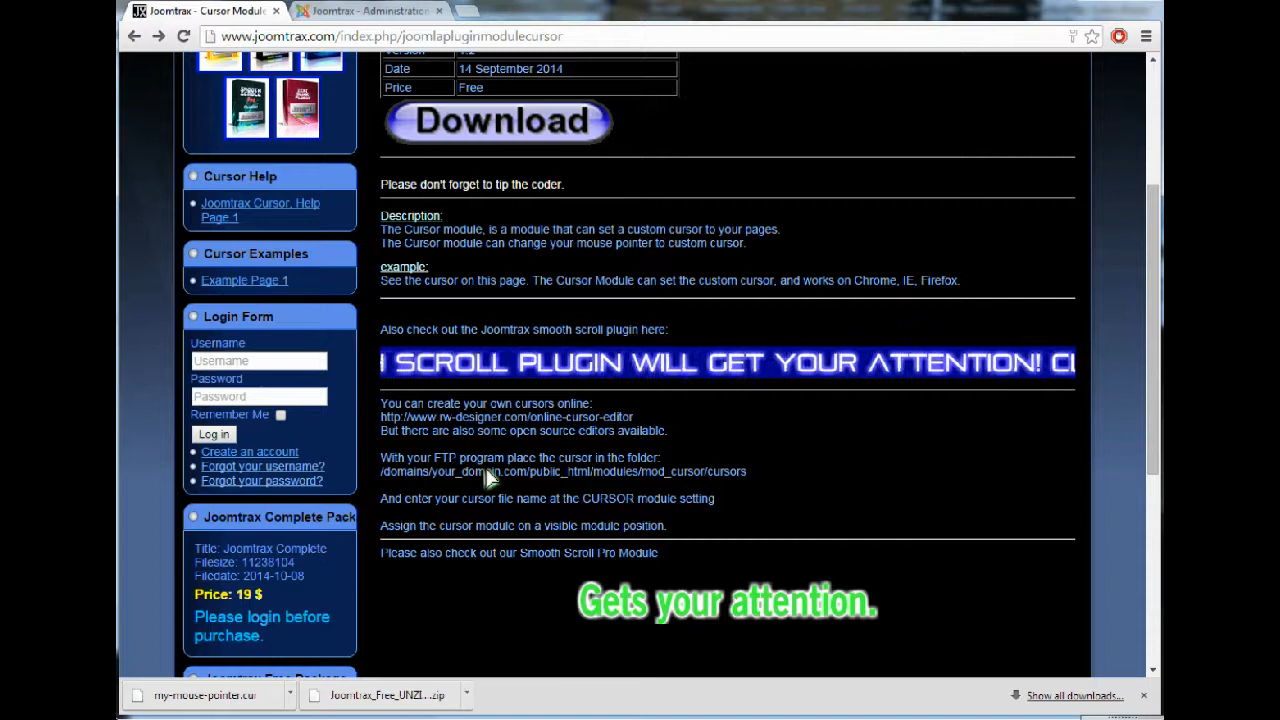 Joomtrax - Cursor Module
Joomtrax - Administration
www.joomtrax.com/index.php/joomlapluginmodulecursor
Date 14 September 2014
Price Free
Download
Please don't forget to tip the coder.
Description:
The Cursor module, is a module that can set a custom cursor to your pages.
The Cursor module can change your mouse pointer to custom cursor.
example:
See the cursor on this page. The Cursor Module can set the custom cursor, and works on Chrome, IE, Firefox.
Also check out the Joomtrax smooth scroll plugin here:
SCROLL PLUGIN WILL GET YOUR ATTENTION!
You can create your own cursors online:
http://www.rw-designer.com/online-cursor-editor
But there are also some open source editors available.
With your FTP program place the cursor in the folder:
/domains/your_domain.com/public_html/modules/mod_cursor/cursors
And enter your cursor file name at the CURSOR module setting
Assign the cursor module on a visible module position.
Please also check out our Smooth Scroll Pro Module
Gets your attention.
Cursor Help
Joomtrax Cursor, Help
Page 1
Cursor Examples
Example Page 1
Login Form
Username
Username
Password
Password
Remember Me
Log in
Create an account
Forgot your username?
Forgot your password?
Joomtrax Complete Pack
Title: Joomtrax Complete
Filesize: 11238104
Filedate: 2014-10-08
Price: 19 $
Please login before
purchase.
my-mouse-pointer.cur
Joomtrax_Free_UNZI....zip
Show all downloads...